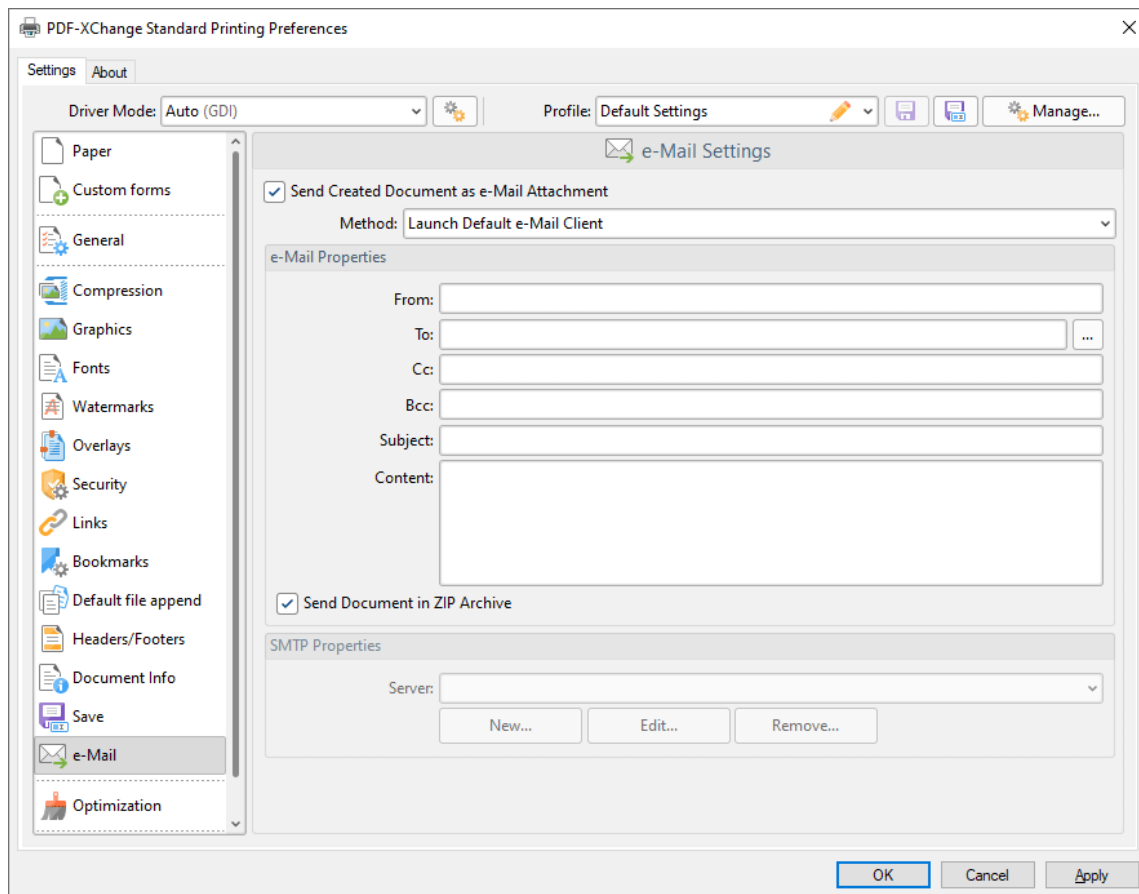 PDF-XChange Standard Printing Preferences
Settings About
Driver Mode: Auto (GDI) Profile: Default Settings Manage...
Paper
Custom forms
General
Compression
Graphics
Fonts
Watermarks
Overlays
Security
Links
Bookmarks
Default file append
Headers/Footers
Document Info
Save
e-Mail
Optimization
e-Mail Settings
Send Created Document as e-Mail Attachment
Method: Launch Default e-Mail Client
e-Mail Properties
From:
To: ...
Cc:
Bcc:
Subject:
Content:
Send Document in ZIP Archive
SMTP Properties
Server:
New... Edit... Remove...
OK Cancel Apply